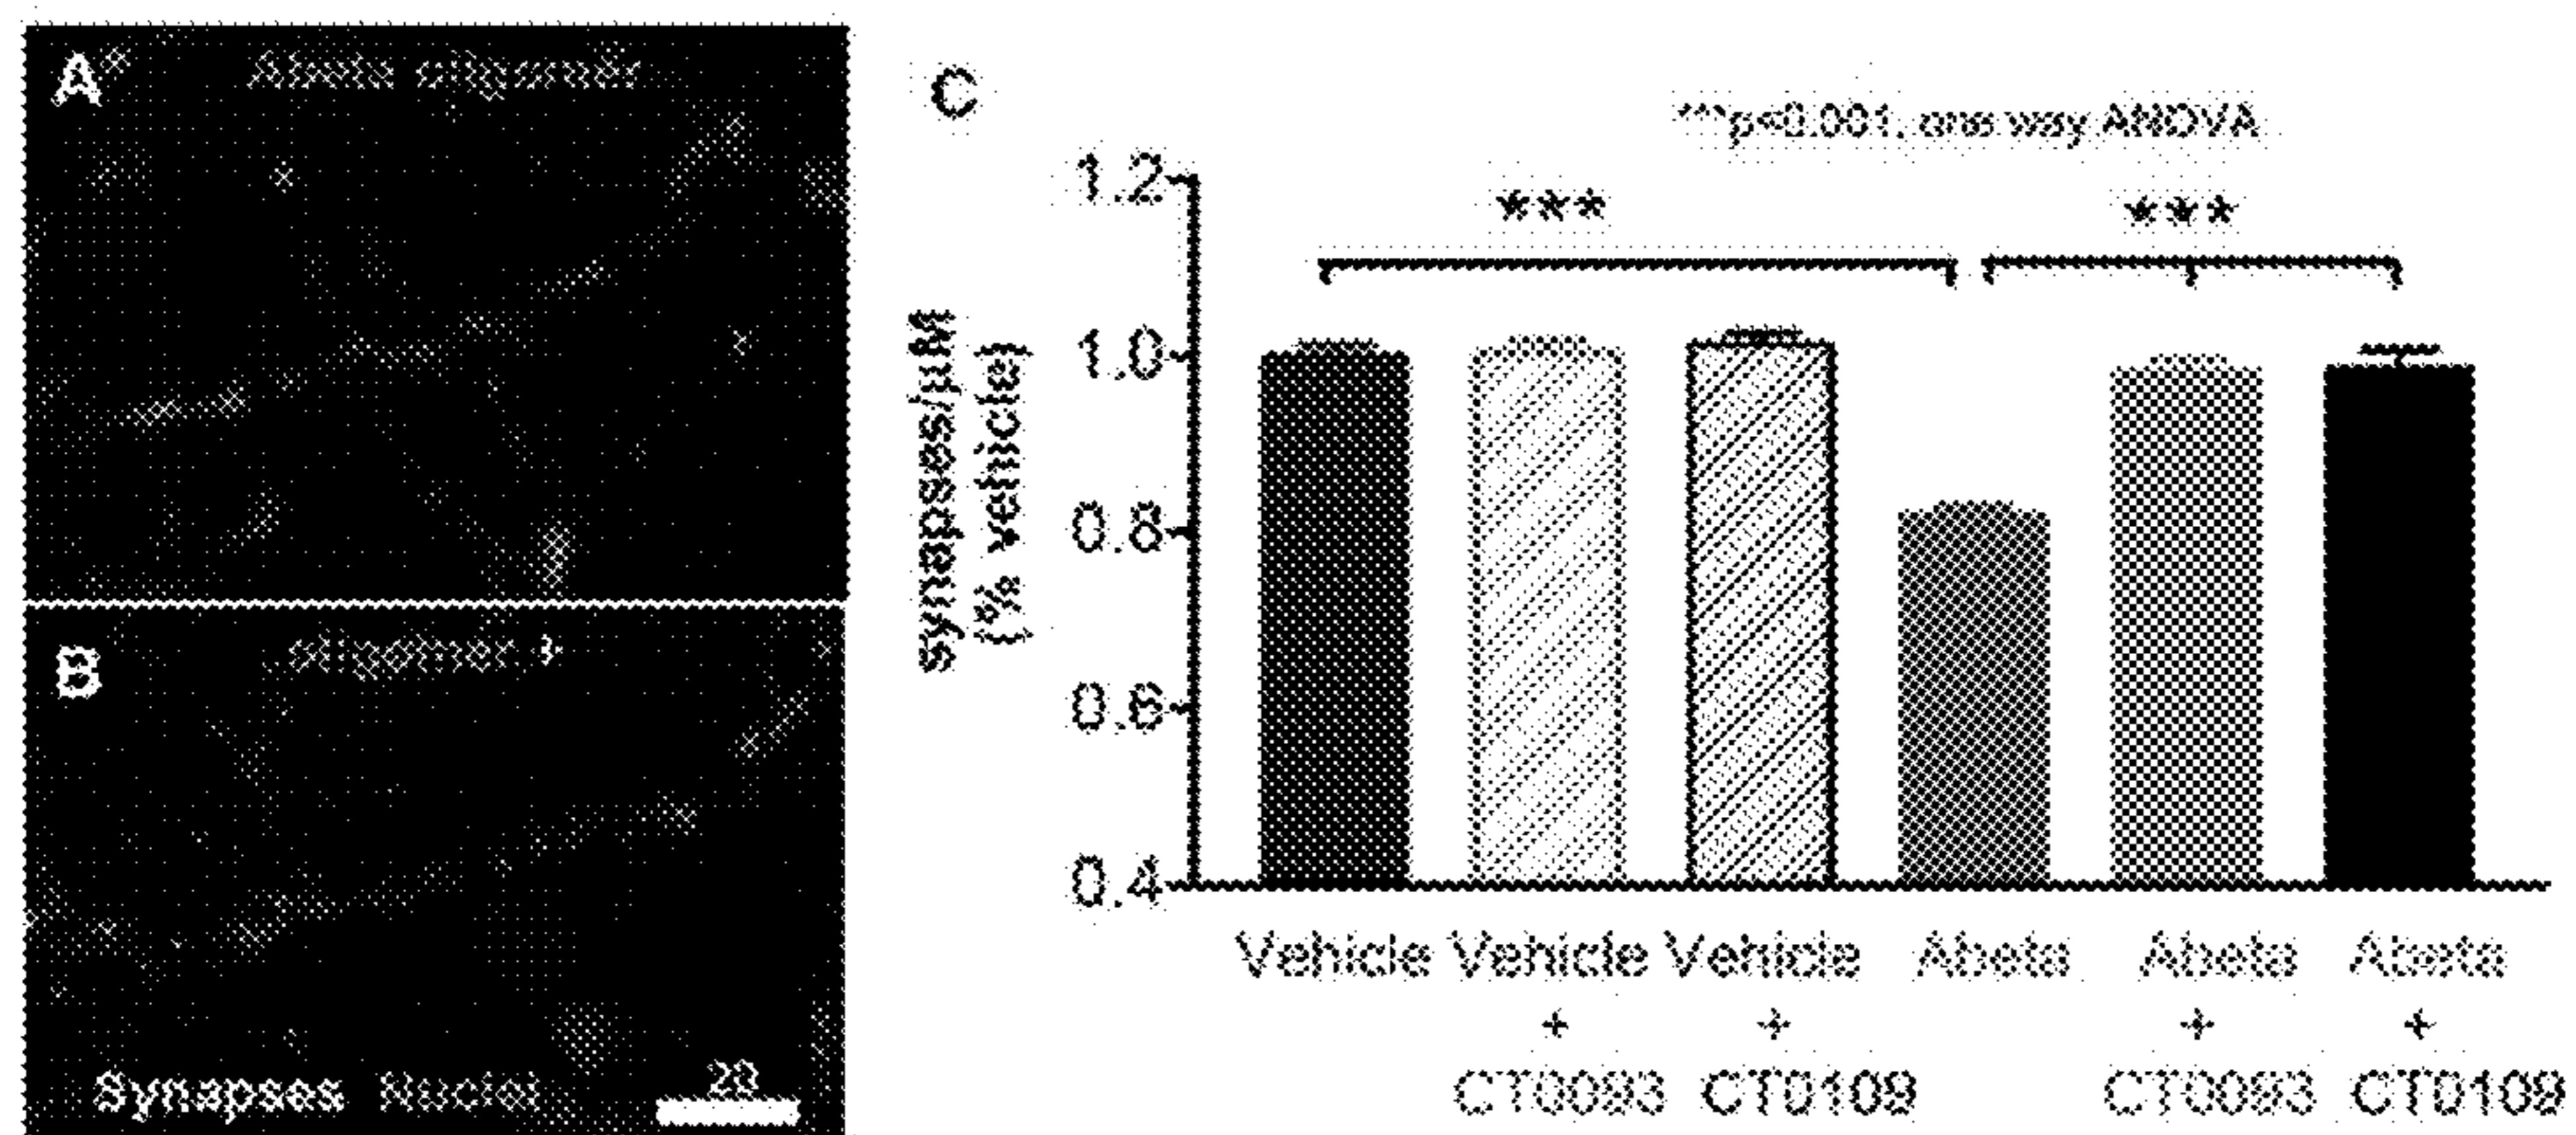 A
Abeta oligomer
B
oligomer +
Synapses Nuclei
20
C
***p<0.001, one way ANOVA
*** ***
synapses/μM
(% vehicle)
1.2
1.0
0.8
0.6
0.4
Vehicle Vehicle Vehicle Abeta Abeta Abeta
+ + + +
CT0093 CT0109 CT0093 CT0109